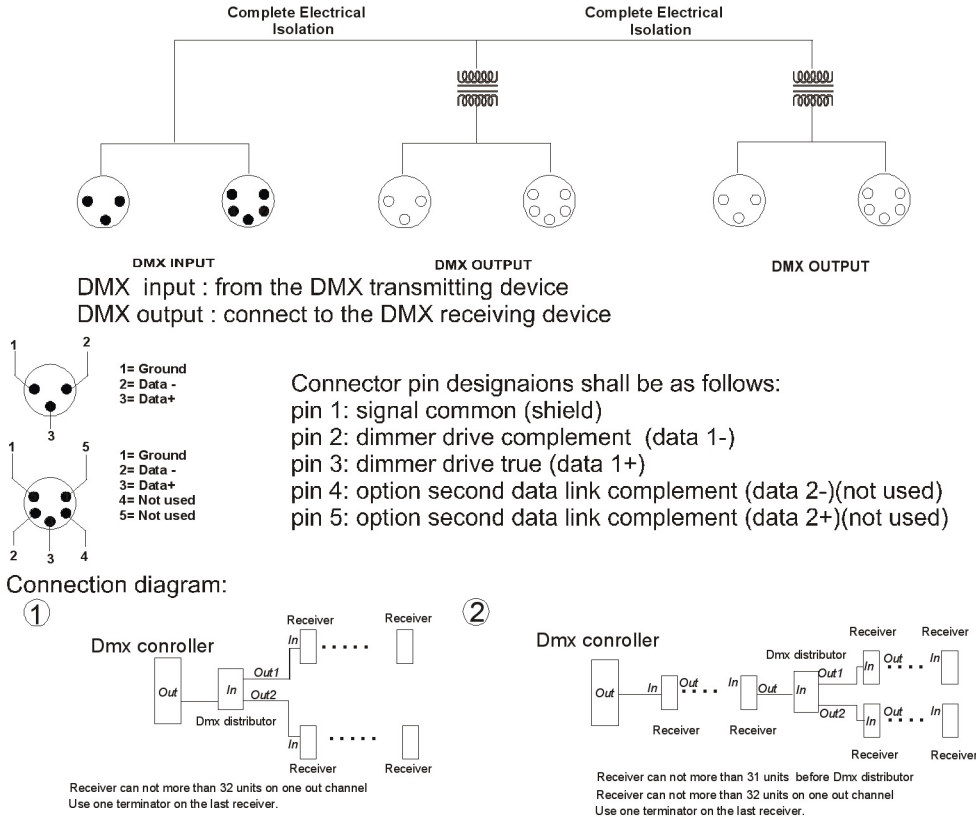 Complete Electrical
Isolation
Complete Electrical
Isolation
DMX INPUT
DMX OUTPUT
DMX OUTPUT
DMX input : from the DMX transmitting device
DMX output : connect to the DMX receiving device
1
2
3
1= Ground
2= Data -
3= Data+
1
5
2
3
4
1= Ground
2= Data -
3= Data+
4= Not used
5= Not used
Connector pin designaions shall be as follows:
pin 1: signal common (shield)
pin 2: dimmer drive complement (data 1-)
pin 3: dimmer drive true (data 1+)
pin 4: option second data link complement (data 2-)(not used)
pin 5: option second data link complement (data 2+)(not used)
Connection diagram:
1
Dmx conroller
Out
In
Out1
Out2
Dmx distributor
Receiver
Receiver
In
In
Receiver
Receiver
Receiver can not more than 32 units on one out channel
Use one terminator on the last receiver.
2
Dmx conroller
Out
In
Out
In
Out
Receiver
Receiver
Dmx distributor
In
Out1
Out2
Receiver
Receiver
In
Out
In
In
Out
In
Receiver
Receiver
Receiver can not more than 31 units before Dmx distributor
Receiver can not more than 32 units on one out channel
Use one terminator on the last receiver.